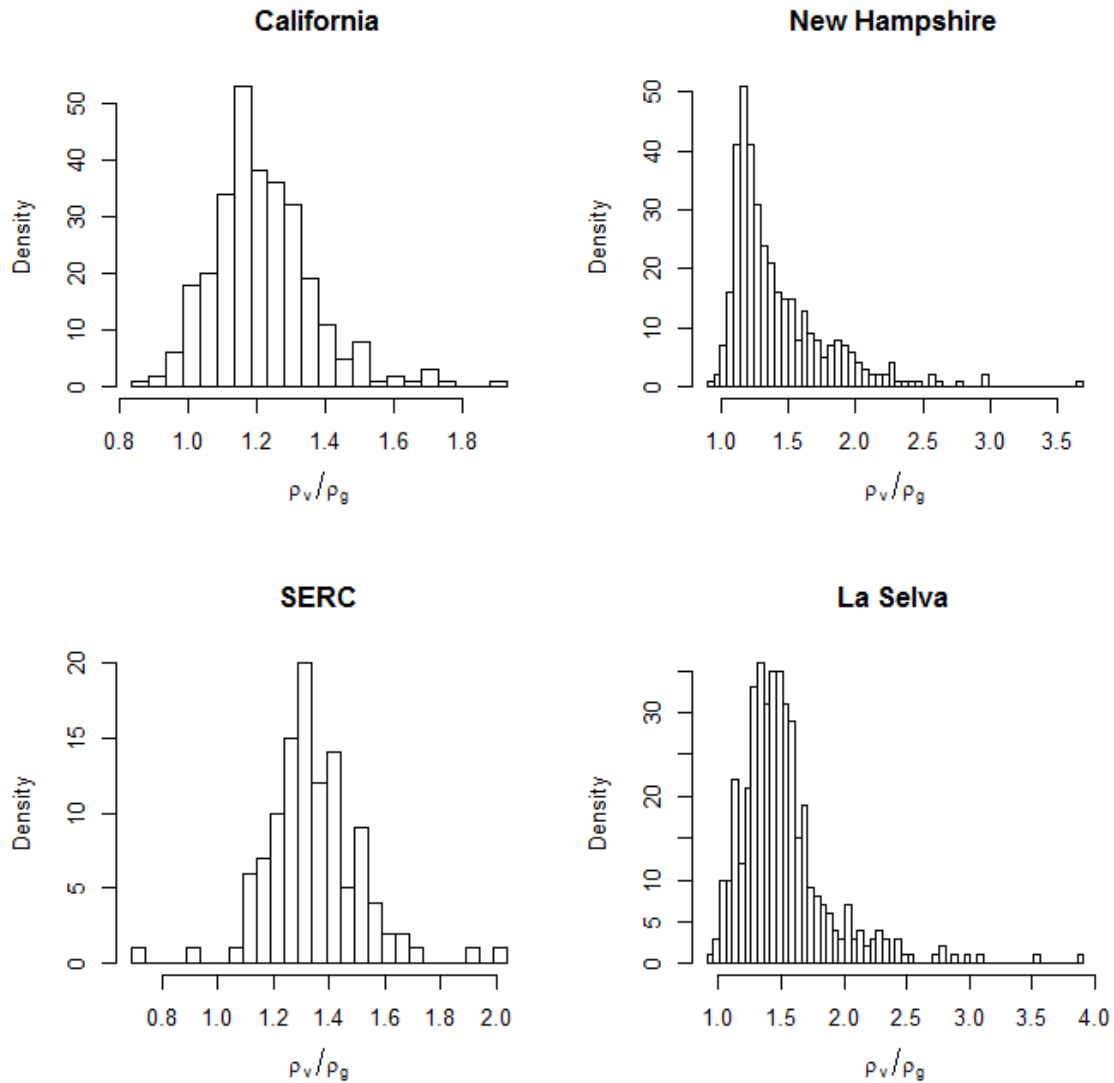 California
Density
0 10 20 30 40 50
0.8 1.0 1.2 1.4 1.6 1.8
ρv/ρg
New Hampshire
Density
0 10 20 30 40 50
1.0 1.5 2.0 2.5 3.0 3.5
ρv/ρg
SERC
Density
0 5 10 15 20
0.8 1.0 1.2 1.4 1.6 1.8 2.0
ρv/ρg
La Selva
Density
0 5 10 20 30
1.0 1.5 2.0 2.5 3.0 3.5 4.0
ρv/ρg